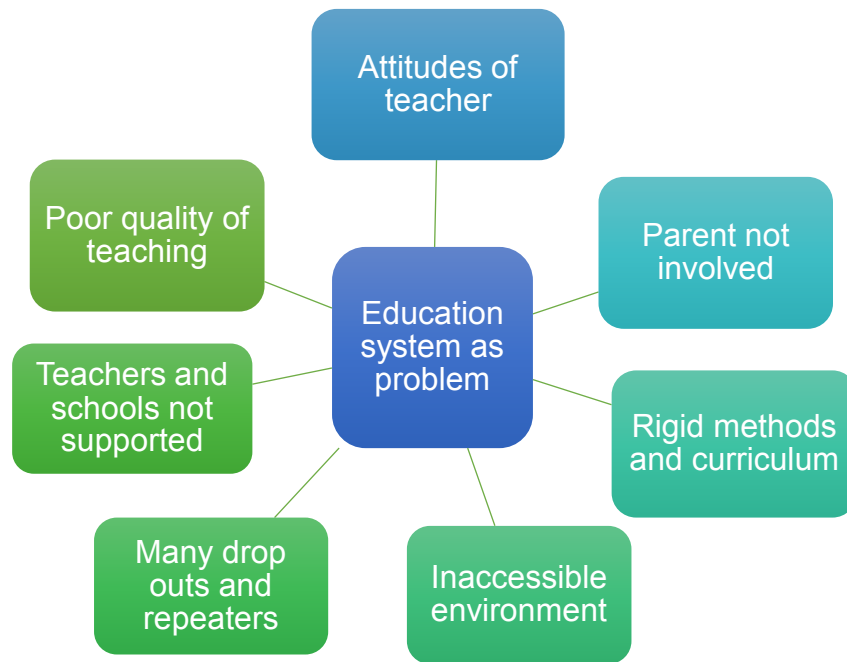 Attitudes of
teacher
Poor quality of
teaching
Parent not
involved
Education
system as
problem
Teachers and
schools not
supported
Rigid methods
and curriculum
Many drop
outs and
repeaters
Inaccessible
environment